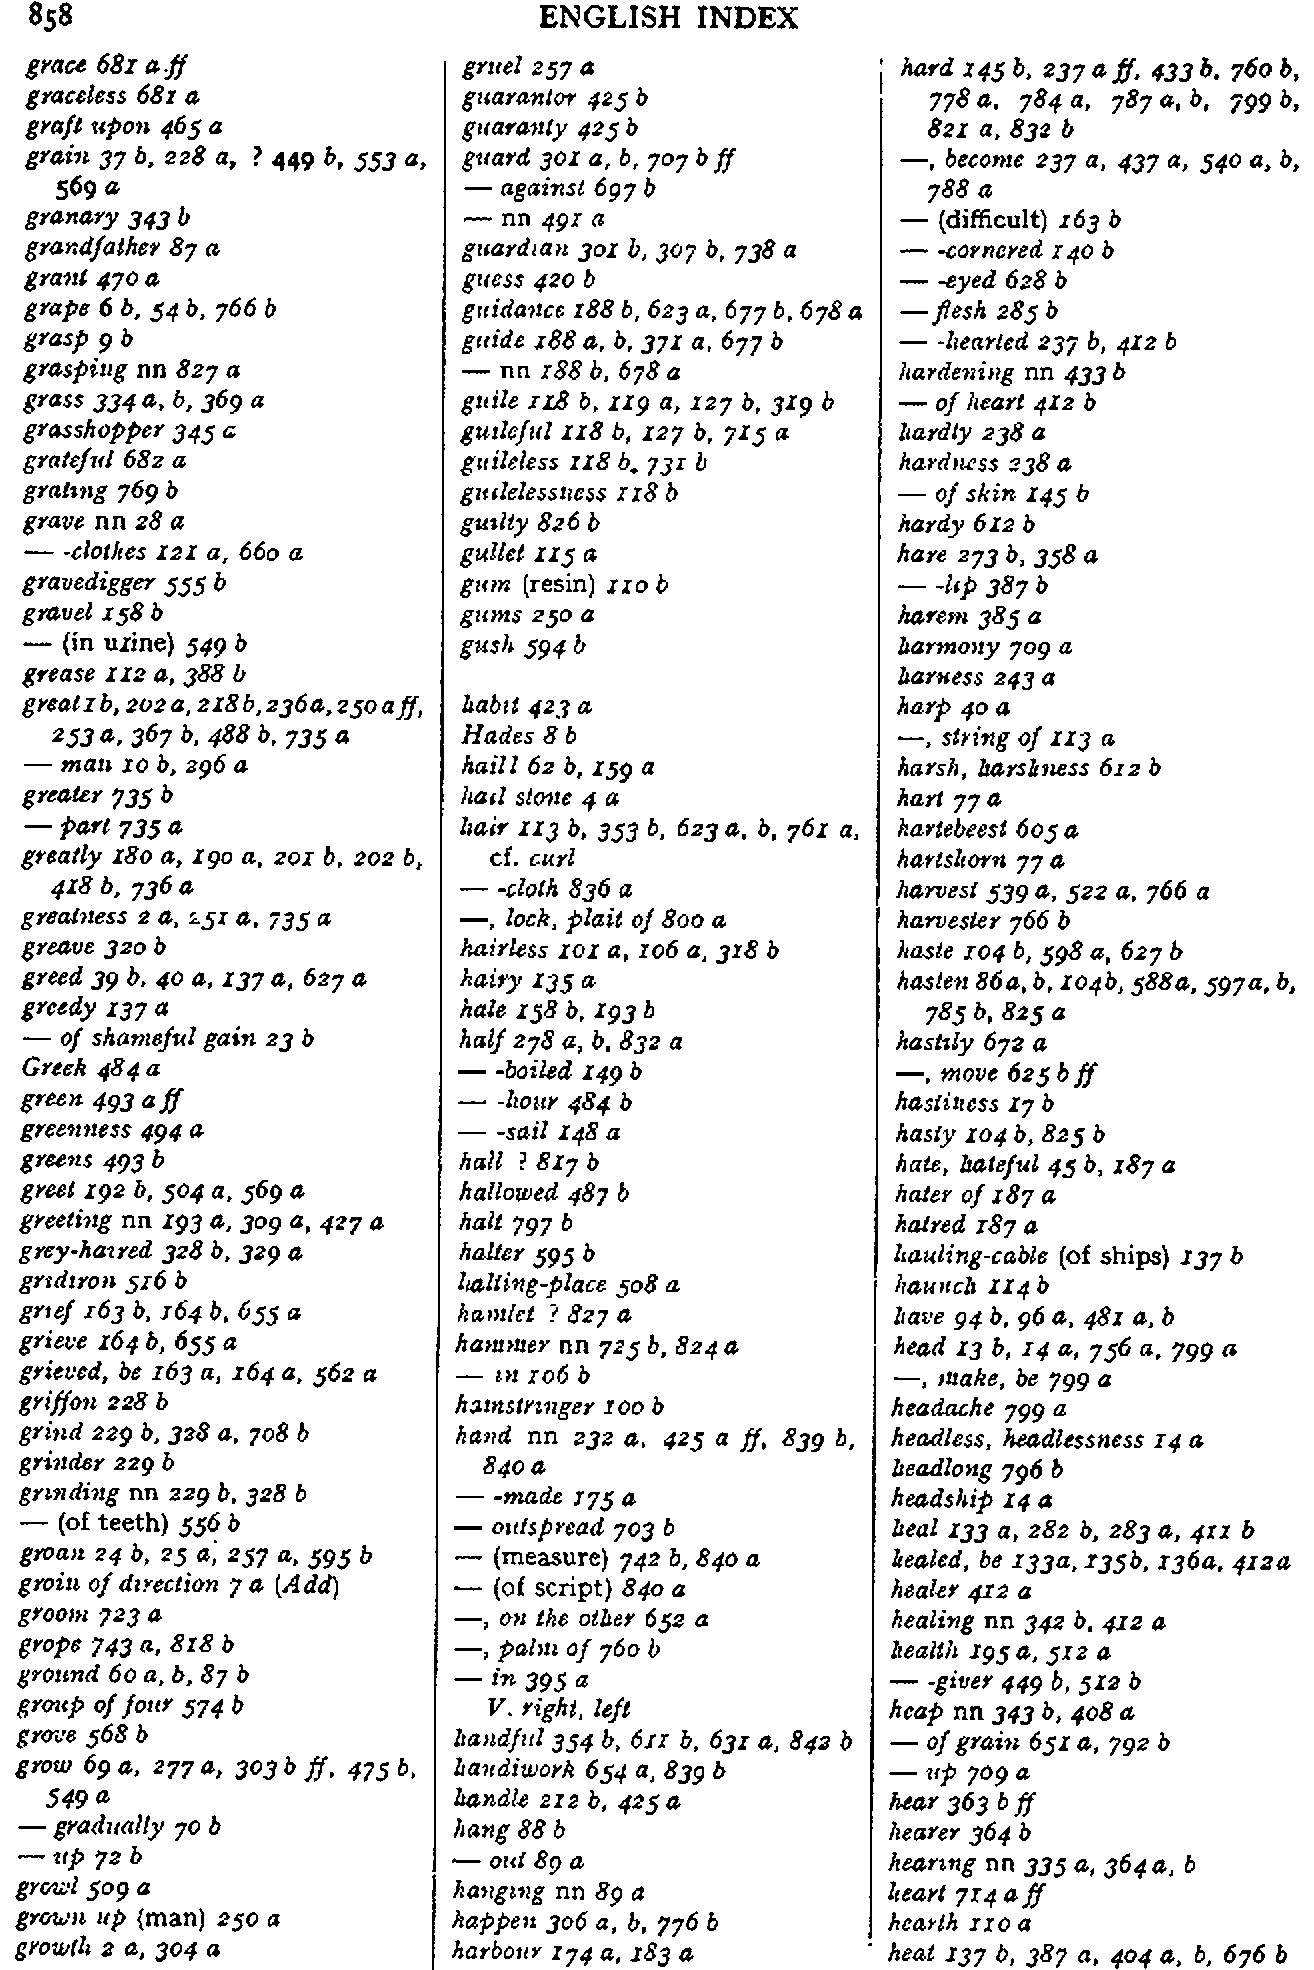 858
ENGLISH INDEX
grace 681 a ff
graceless 681 a
graft upon 465 a
grain 37 b, 228 a, ? 449 b, 553 a,
569 a
granary 343 b
grandfather 87 a
grant 470 a
grape 6 b, 54 b, 766 b
grasp 9 b
grasping nn 827 a
grass 334 a, b, 369 a
grasshopper 345 a
grateful 682 a
grating 769 b
grave nn 28 a
— -clothes 121 a, 660 a
gravedigger 555 b
gravel 158 b
— (in urine) 549 b
grease 112 a, 388 b
great 1 b, 202 a, 218 b, 236 a, 250 a ff,
253 a, 367 b, 488 b, 735 a
— man 10 b, 296 a
greater 735 b
— part 735 a
greatly 180 a, 190 a, 201 b, 202 b,
418 b, 736 a
greatness 2 a, 251 a, 735 a
greave 320 b
greed 39 b, 40 a, 137 a, 627 a
greedy 137 a
— of shameful gain 23 b
Greek 484 a
green 493 a ff
greenness 494 a
greens 493 b
greet 192 b, 504 a, 569 a
greeting nn 193 a, 309 a, 427 a
grey-haired 328 b, 329 a
gridiron 516 b
grief 163 b, 164 b, 655 a
grieve 164 b, 655 a
grieved, be 163 a, 164 a, 562 a
griffon 228 b
grind 229 b, 328 a, 708 b
grinder 229 b
grinding nn 229 b, 328 b
— (of teeth) 556 b
groan 24 b, 25 a, 257 a, 595 b
groin of direction 7 a (Add)
groom 723 a
grope 743 a, 818 b
ground 60 a, b, 87 b
group of four 574 b
grove 568 b
grow 69 a, 277 a, 303 b ff, 475 b,
549 a
— gradually 70 b
— up 72 b
growl 509 a
grown up (man) 250 a
growth 2 a, 304 a
gruel 257 a
guarantor 425 b
guaranty 425 b
guard 301 a, b, 707 b ff
— against 697 b
— nn 491 a
guardian 301 b, 307 b, 738 a
guess 420 b
guidance 188 b, 623 a, 677 b, 678 a
guide 188 a, b, 371 a, 677 b
— nn 188 b, 678 a
guile 118 b, 119 a, 127 b, 319 b
guileful 118 b, 127 b, 715 a
guileless 118 b, 731 b
guilelessness 118 b
guilty 826 b
gullet 115 a
gum (resin) 110 b
gums 250 a
gush 594 b
habit 423 a
Hades 8 b
hail l 62 b, 159 a
hail stone 4 a
hair 113 b, 353 b, 623 a, b, 761 a,
cf. curl
— -cloth 836 a
—, lock, plait of 800 a
hairless 101 a, 106 a, 318 b
hairy 135 a
hale 158 b, 193 b
half 278 a, b, 832 a
— -boiled 149 b
— -hour 484 b
— -sail 148 a
hall ? 817 b
hallowed 487 b
halt 797 b
halter 595 b
halting-place 508 a
hamlet ? 827 a
hammer nn 725 b, 824 a
— in 106 b
hamstringer 100 b
hand nn 232 a, 425 a ff, 839 b,
840 a
— -made 175 a
— outspread 703 b
— (measure) 742 b, 840 a
— (of script) 840 a
—, on the other 652 a
—, palm of 760 b
— in 395 a
V. right, left
handful 354 b, 611 b, 631 a, 842 b
handiwork 654 a, 839 b
handle 212 b, 425 a
hang 88 b
— out 89 a
hanging nn 89 a
happen 306 a, b, 776 b
harbour 174 a, 183 a
hard 145 b, 237 a ff, 433 b, 760 b,
778 a, 784 a, 787 a, b, 799 b,
821 a, 832 b
—, become 237 a, 437 a, 540 a, b,
788 a
— (difficult) 163 b
— -cornered 140 b
— -eyed 628 b
— flesh 285 b
— -hearted 237 b, 412 b
hardening nn 433 b
— of heart 412 b
hardly 238 a
hardness 238 a
— of skin 145 b
hardy 612 b
hare 273 b, 358 a
— -lip 387 b
harem 385 a
harmony 709 a
harness 243 a
harp 40 a
—, string of 113 a
harsh, harshness 612 b
hart 77 a
hartebeest 605 a
hartshorn 77 a
harvest 539 a, 522 a, 766 a
harvester 766 b
haste 104 b, 598 a, 627 b
hasten 86 a, b, 104 b, 588 a, 597 a, b,
785 b, 825 a
hastily 672 a
—, move 625 b ff
hastiness 17 b
hasty 104 b, 825 b
hate, hateful 45 b, 187 a
hater of 187 a
hatred 187 a
hauling-cable (of ships) 137 b
haunch 114 b
have 94 b, 96 a, 481 a, b
head 13 b, 14 a, 756 a, 799 a
—, make, be 799 a
headache 799 a
headless, headlessness 14 a
headlong 796 b
headship 14 a
heal 133 a, 282 b, 283 a, 411 b
healed, be 133 a, 135 b, 136 a, 412 a
healer 412 a
healing nn 342 b, 412 a
health 195 a, 512 a
— -giver 449 b, 512 b
heap nn 343 b, 408 a
— of grain 651 a, 792 b
— up 709 a
hear 363 b ff
hearer 364 b
hearing nn 335 a, 364 a, b
heart 714 a ff
hearth 110 a
heat 137 b, 387 a, 404 a, b, 676 b